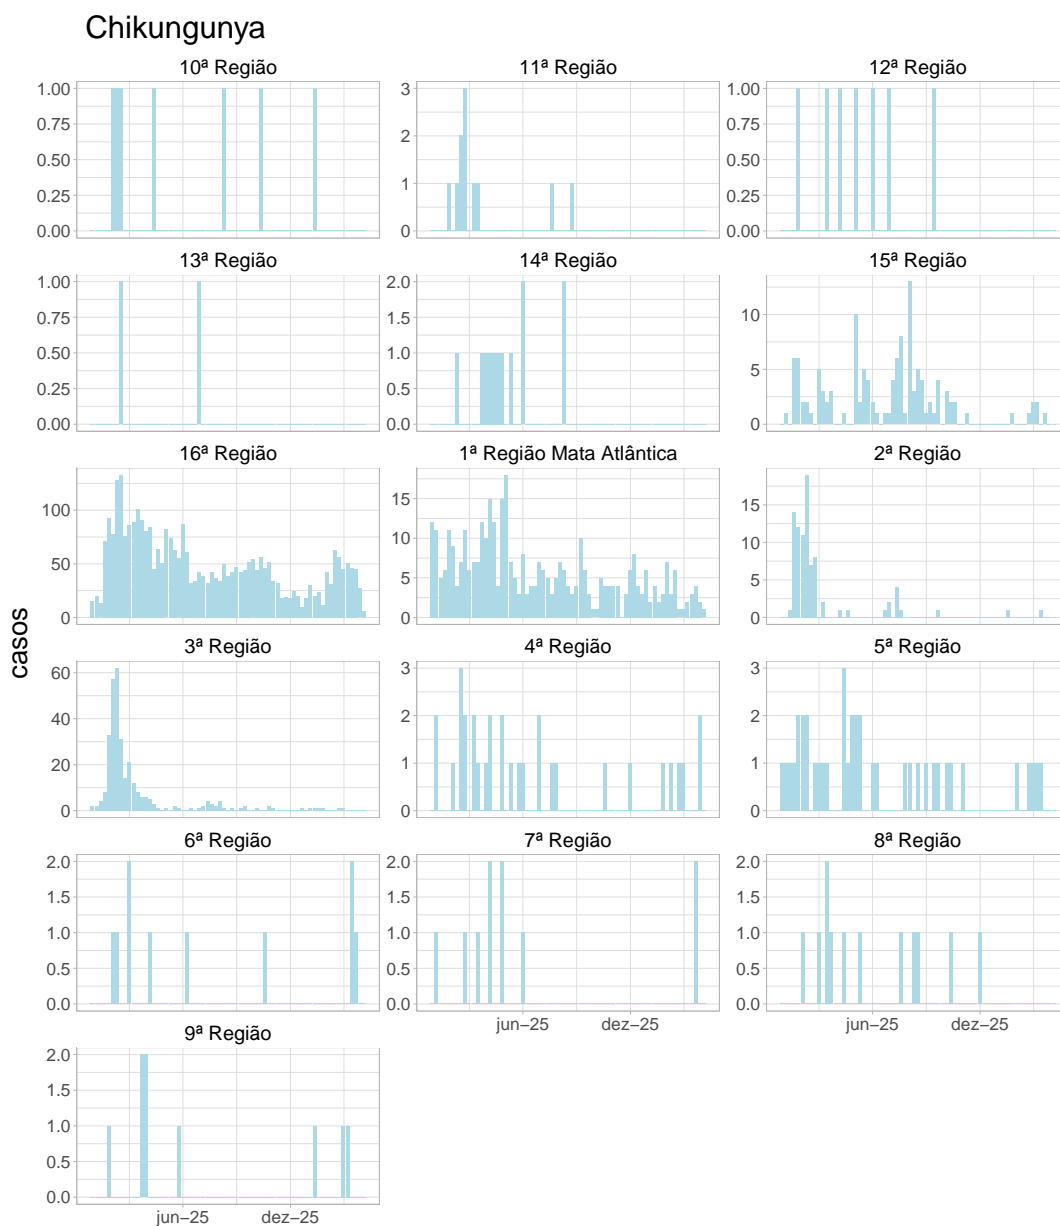 Chikungunya
10ª Região 11ª Região 12ª Região
1.00 0.75 0.50 0.25 0.00
3 2 1 0
1.00 0.75 0.50 0.25 0.00
13ª Região 14ª Região 15ª Região
1.00 0.75 0.50 0.25 0.00
2.0 1.5 1.0 0.5 0.0
10 5 0
16ª Região 1ª Região Mata Atlântica 2ª Região
100 50 0
15 10 5 0
15 10 5 0
casos
3ª Região 4ª Região 5ª Região
60 40 20 0
3 2 1 0
3 2 1 0
6ª Região 7ª Região 8ª Região
2.0 1.5 1.0 0.5 0.0
2.0 1.5 1.0 0.5 0.0
2.0 1.5 1.0 0.5 0.0
jun–25 dez–25 jun–25 dez–25
9ª Região
2.0 1.5 1.0 0.5 0.0
jun–25 dez–25